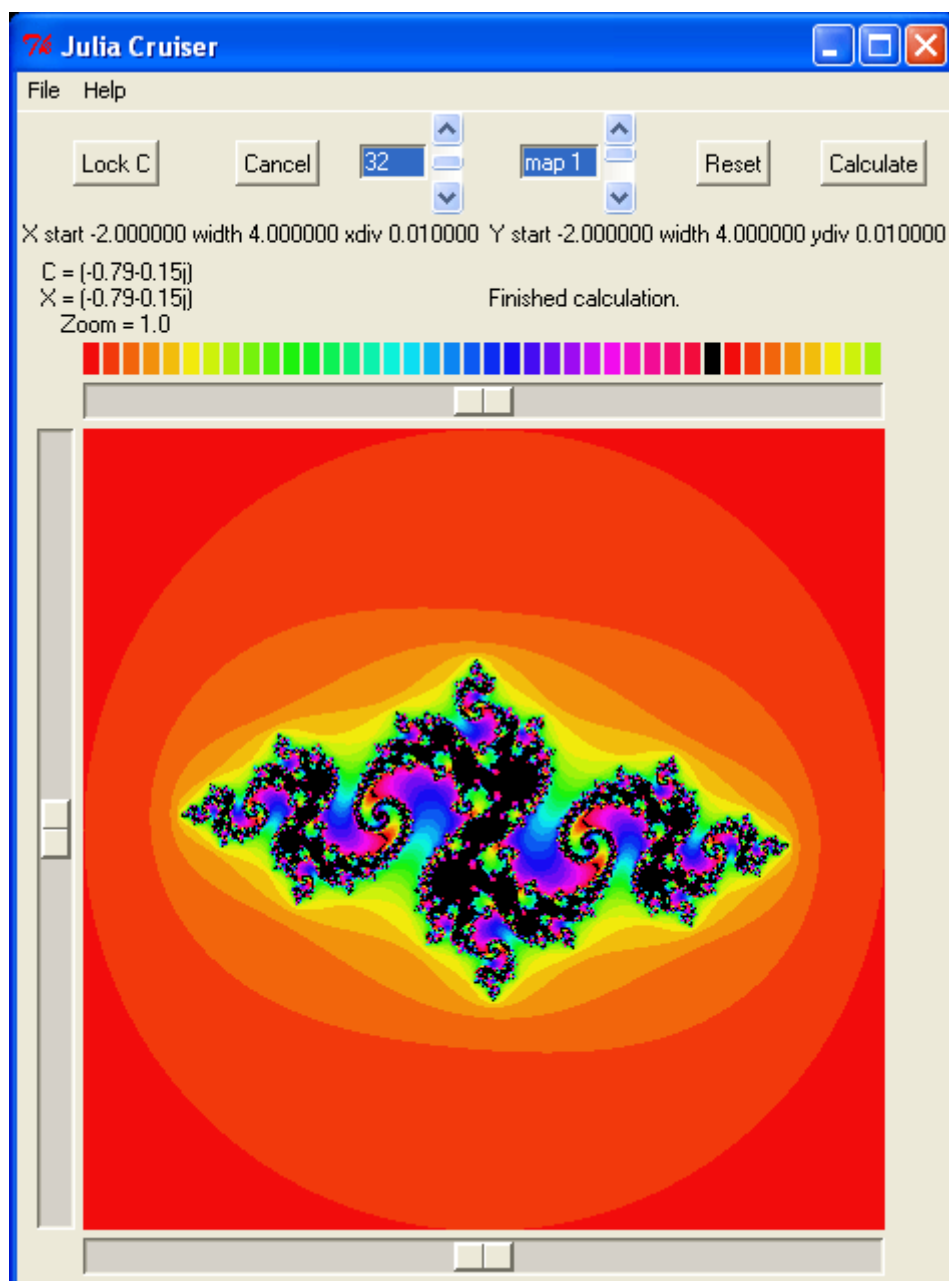 Julia Cruiser
File Help
Lock C Cancel 32 map 1 Reset Calculate
X start -2.000000 width 4.000000 xdiv 0.010000 Y start -2.000000 width 4.000000 ydiv 0.010000
C = (-0.79-0.15j)
X = (-0.79-0.15j) Finished calculation.
Zoom = 1.0